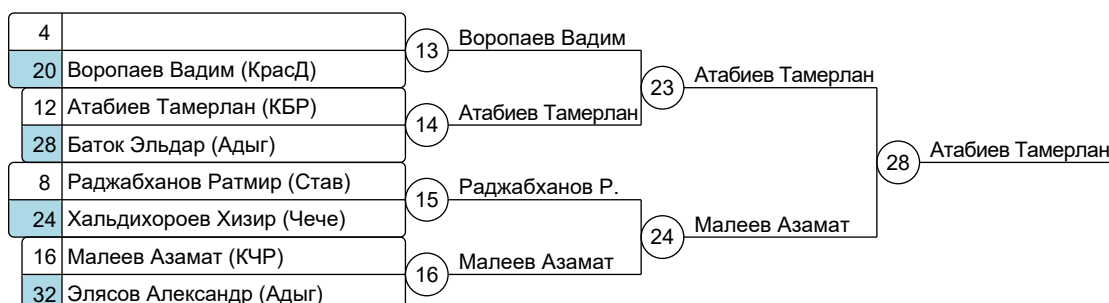 4
20 Воропаев Вадим (КрасД)
12 Атабиев Тамерлан (КБР)
28 Баток Эльдар (Адыг)
8 Раджабханов Ратмир (Став)
24 Хальдихороев Хизир (Чече)
16 Малеев Азамат (КЧР)
32 Элясов Александр (Адыг)
13 Воропаев Вадим
14 Атабиев Тамерлан
15 Раджабханов Р.
16 Малеев Азамат
23 Атабиев Тамерлан
24 Малеев Азамат
28 Атабиев Тамерлан